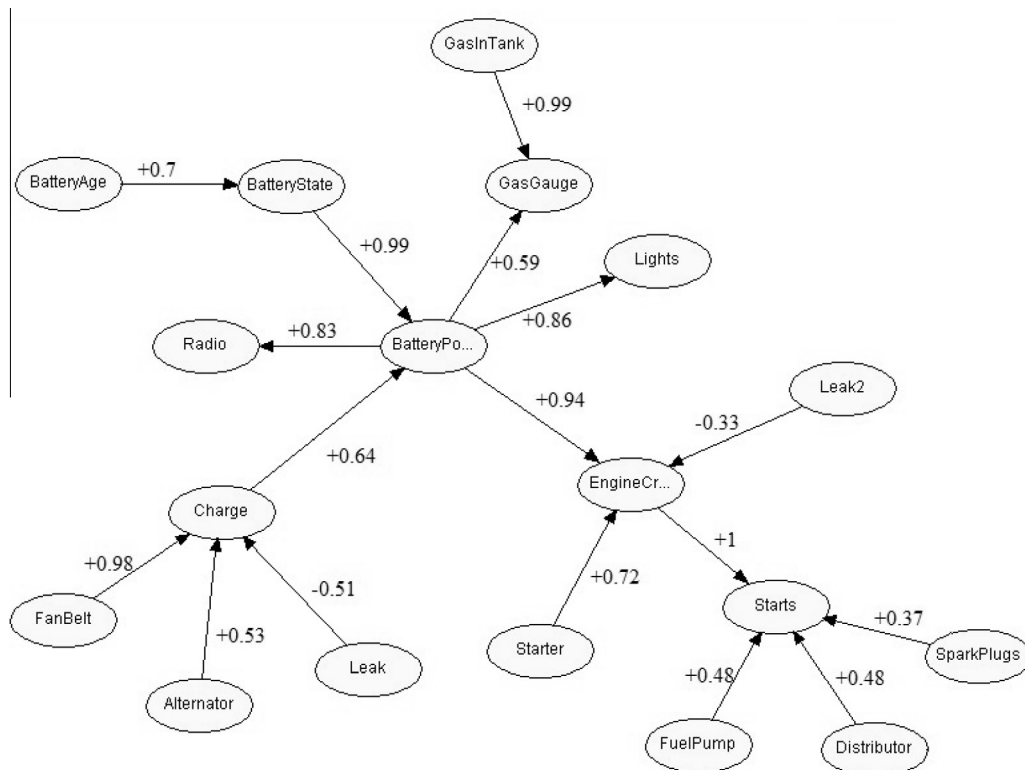 GasInTank
+0.99
BatteryAge
+0.7
BatteryState
GasGauge
+0.99
+0.59
Lights
+0.86
Radio
+0.83
BatteryPo...
Leak2
+0.94
-0.33
+0.64
EngineCr...
Charge
+1
+0.98
+0.72
-0.51
Starts
FanBelt
+0.37
+0.53
Starter
SparkPlugs
Leak
+0.48
+0.48
Alternator
FuelPump
Distributor